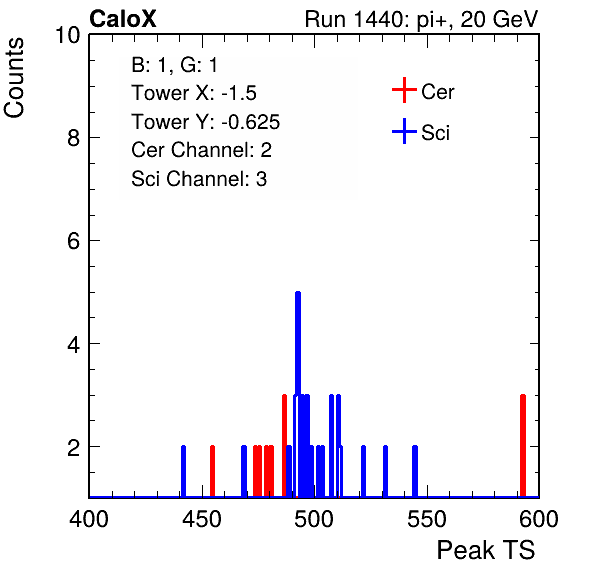 CaloX Run 1440: pi+, 20 GeV
Counts
10
8
6
4
2
B: 1, G: 1
Tower X: -1.5
Tower Y: -0.625
Cer Channel: 2
Sci Channel: 3
Cer
Sci
400 450 500 550 600
Peak TS